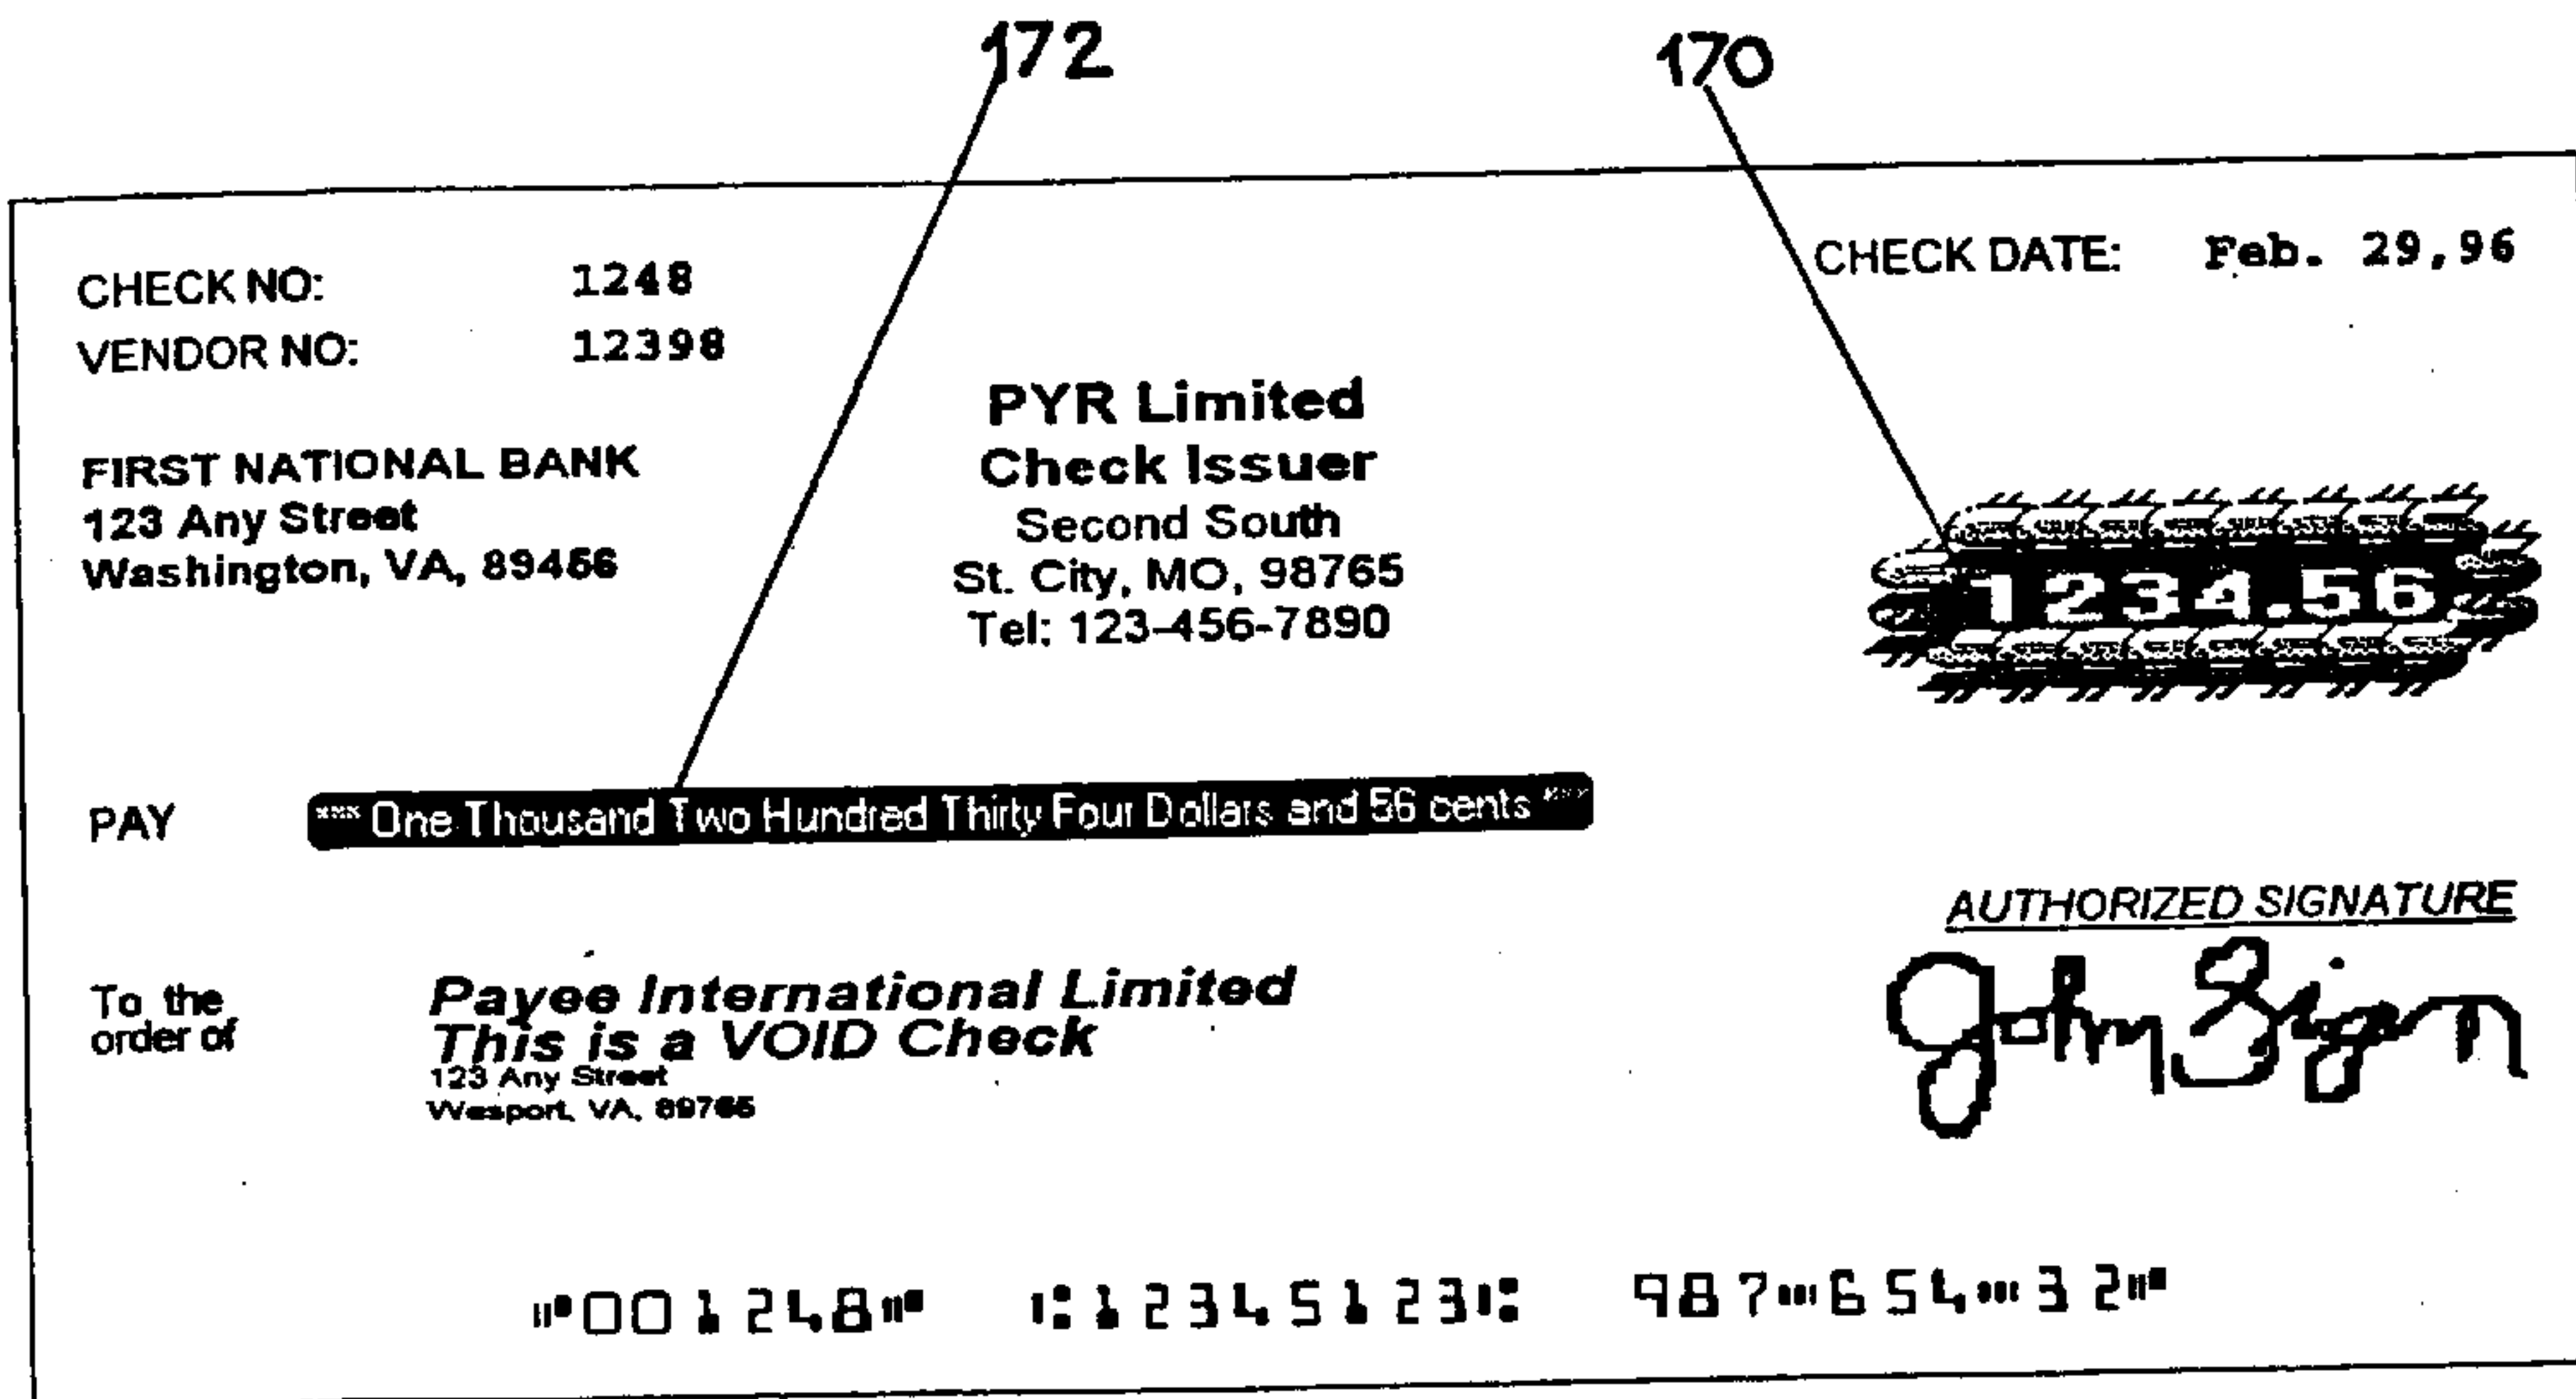 172 170
CHECK NO: 1248 CHECK DATE: Feb. 29,96
VENDOR NO: 12398
PYR Limited
Check Issuer
Second South
St. City, MO, 98765
Tel: 123-456-7890
FIRST NATIONAL BANK
123 Any Street
Washington, VA, 89456
1234.56
PAY *** One Thousand Two Hundred Thirty Four Dollars and 56 cents ***
AUTHORIZED SIGNATURE
John Sign
To the
order of
Payee International Limited
This is a VOID Check
123 Any Street
Wesport, VA, 89765
⑈001248⑈ ⑆12345123⑆ 987⑉654⑉32⑈